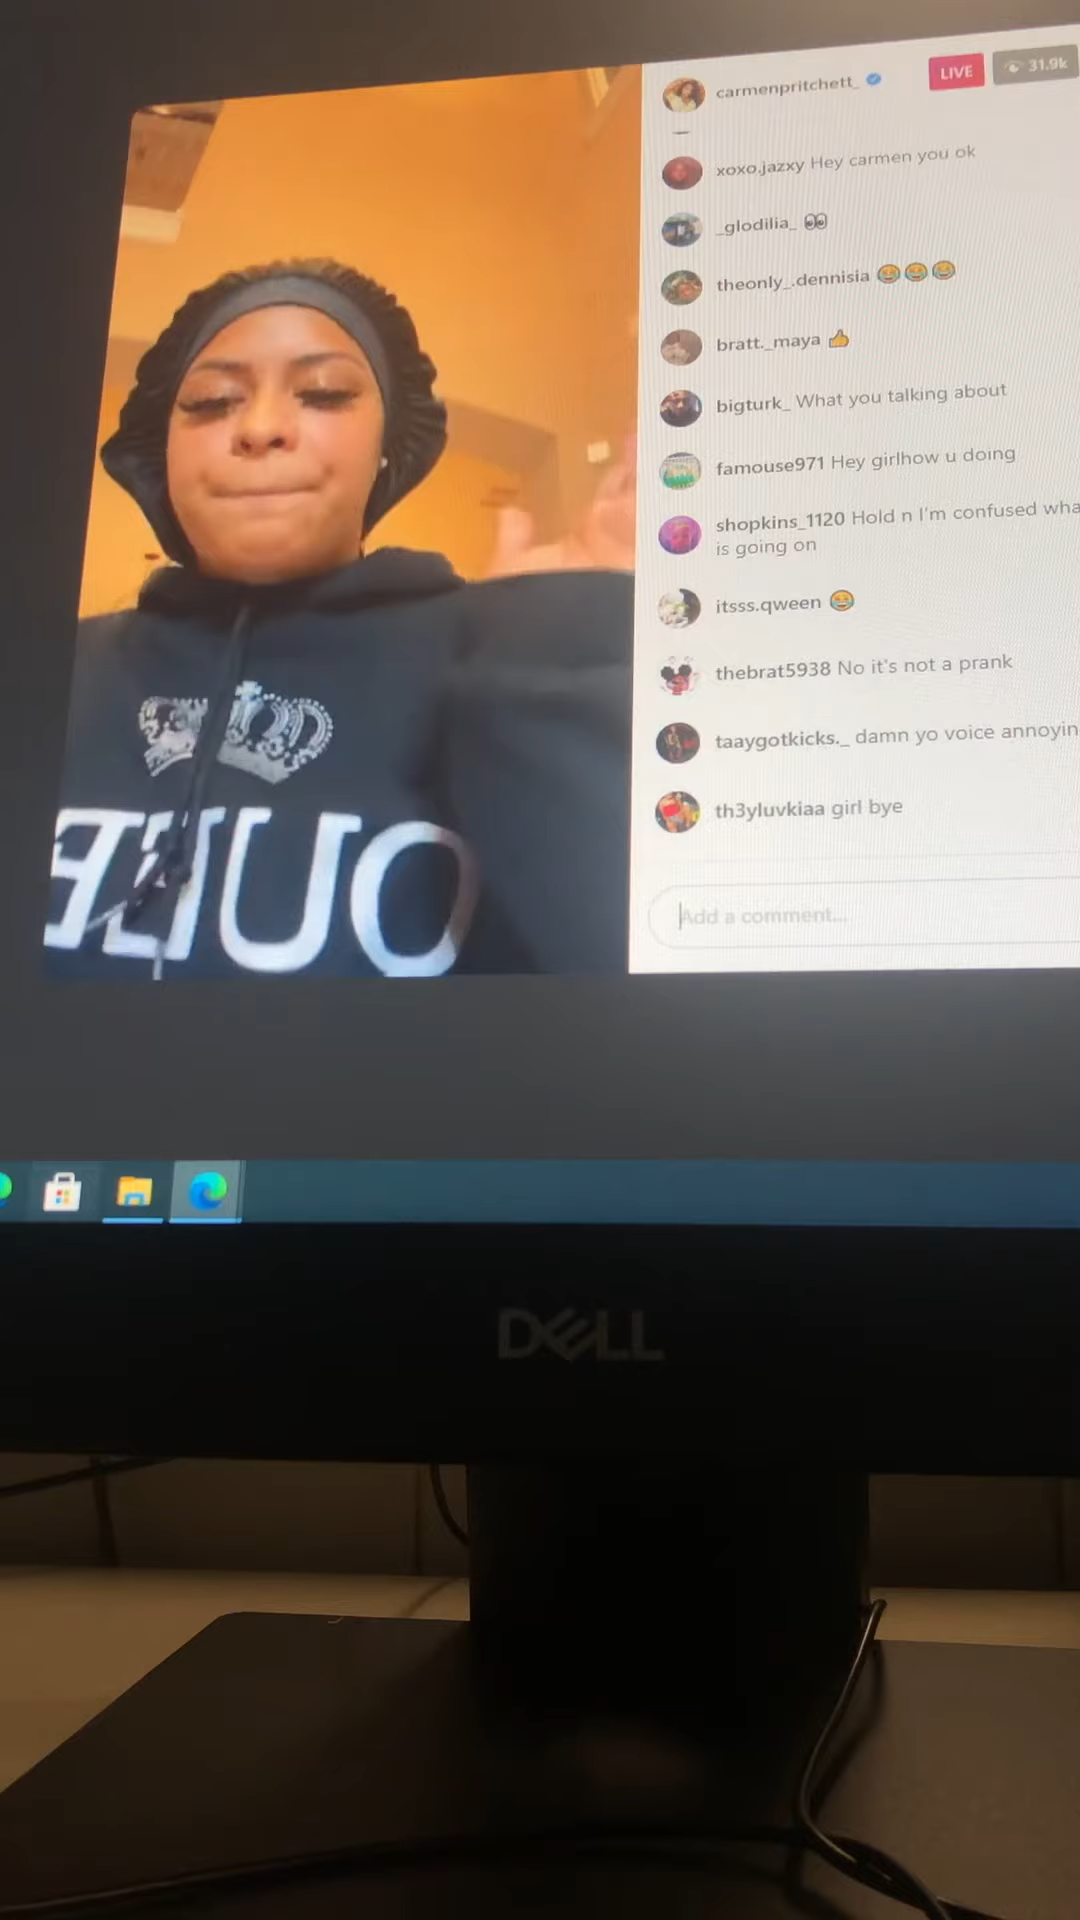 carmenpritchett_
LIVE
31.9k
xoxo.jazxy Hey carmen you ok
_glodilia_ 👀
theonly_.dennisia 😂😂😂
bratt._maya 👍
bigturk_ What you talking about
famouse971 Hey girlhow u doing
shopkins_1120 Hold n I'm confused wha
is going on
itsss.qween 😂
thebrat5938 No it's not a prank
taaygotkicks._ damn yo voice annoyin
th3yluvkiaa girl bye
Add a comment...
DELL